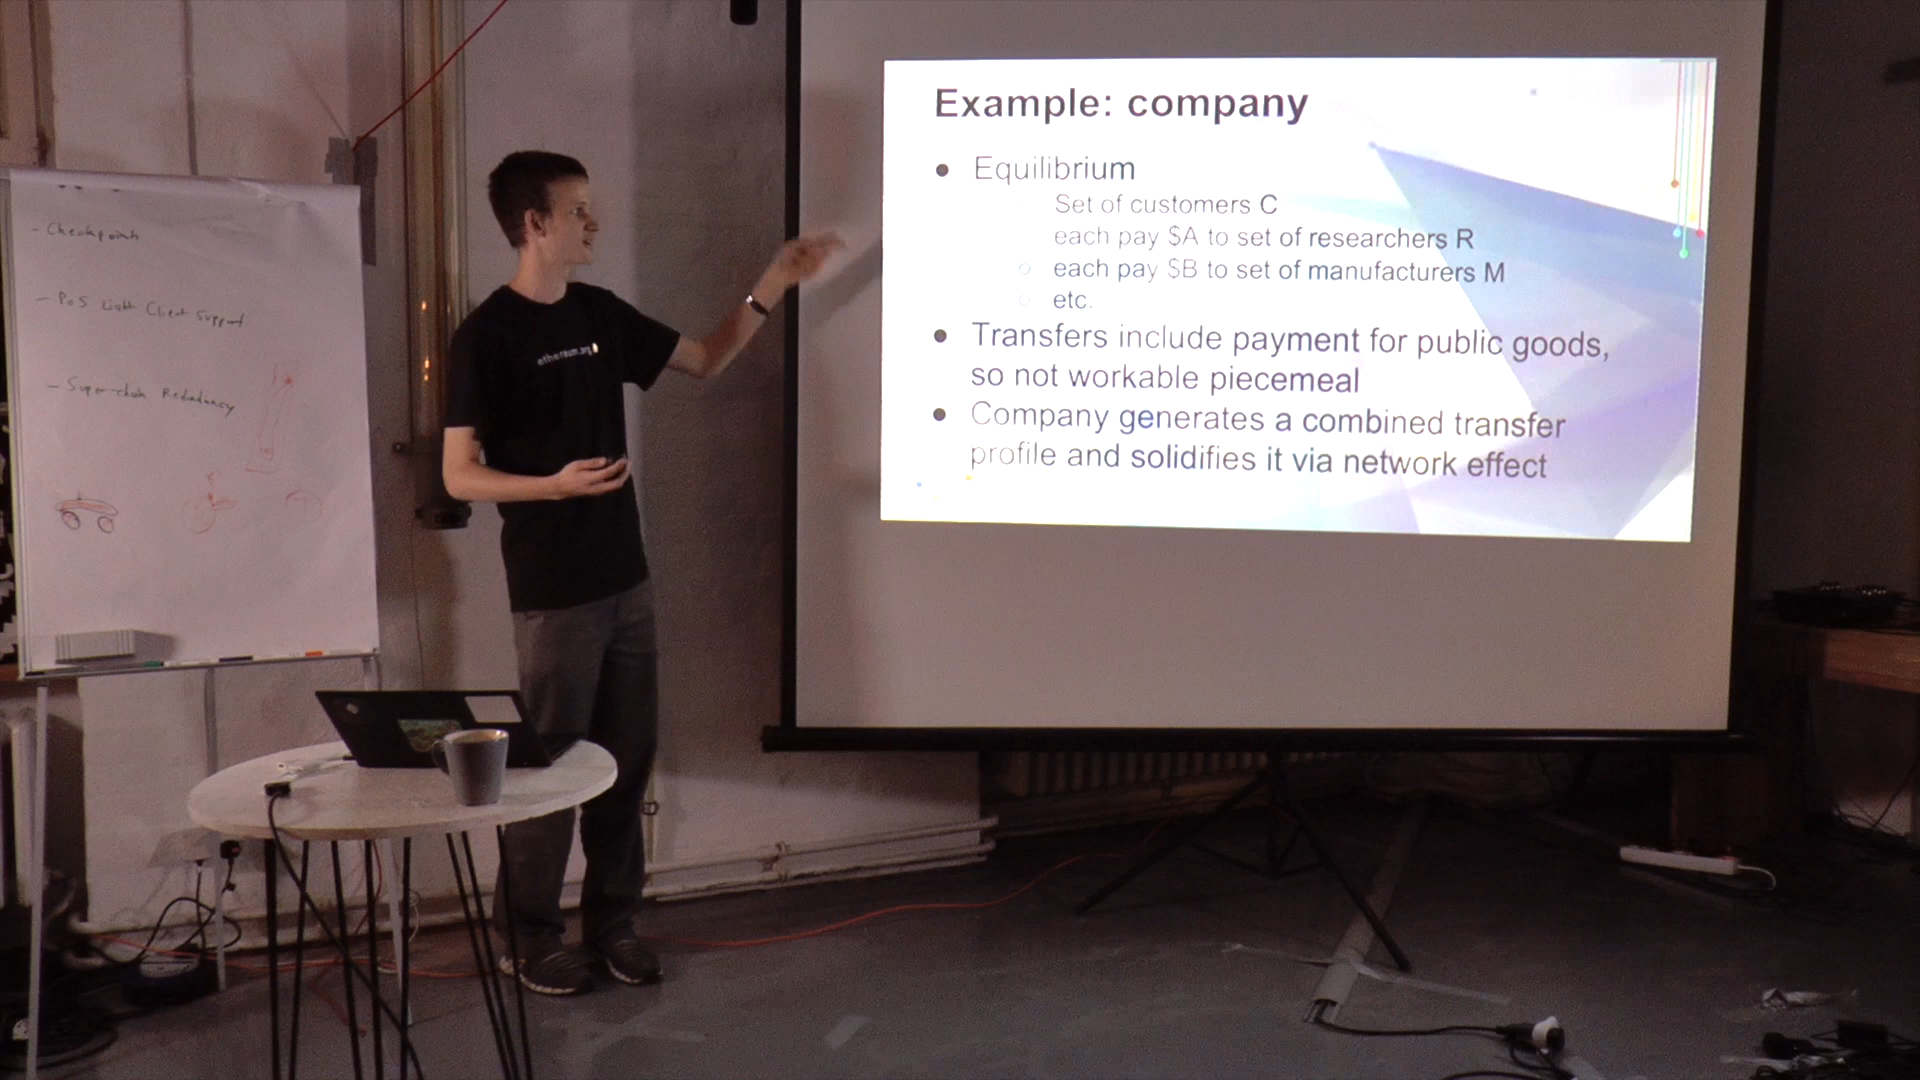 - Checkpoints
- PoS Light Client Support
- Super-chain Redundancy
ethereum.org
Example: company
● Equilibrium
Set of customers C
each pay $A to set of researchers R
○ each pay $B to set of manufacturers M
○ etc.
● Transfers include payment for public goods,
so not workable piecemeal
● Company generates a combined transfer
profile and solidifies it via network effect